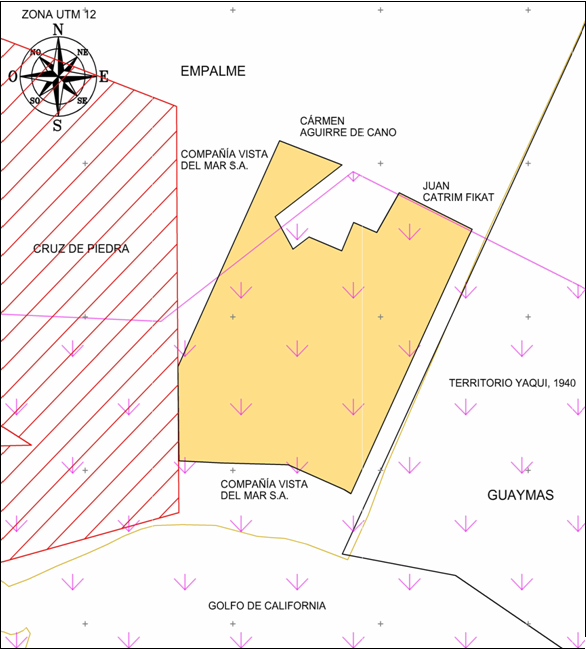 ZONA UTM 12
N
NO
NE
O
E
SO
SE
S
EMPALME
CÁRMEN
AGUIRRE DE CANO
COMPAÑÍA VISTA
DEL MAR S.A.
JUAN
CATRIM FIKAT
CRUZ DE PIEDRA
TERRITORIO YAQUI, 1940
COMPAÑÍA VISTA
DEL MAR S.A.
GUAYMAS
GOLFO DE CALIFORNIA